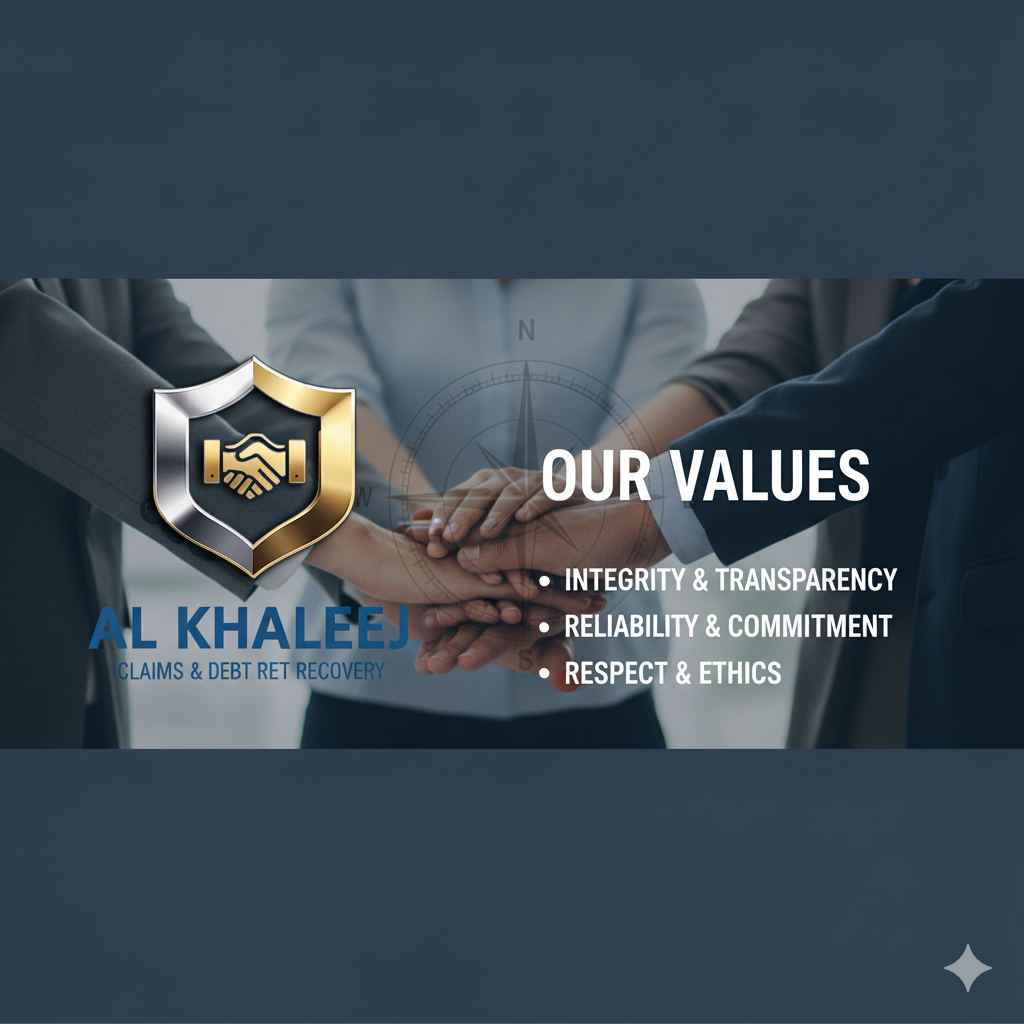 N
W
S
AL KHALEEJ
CLAIMS & DEBT RET RECOVERY
OUR VALUES
• INTEGRITY & TRANSPARENCY
• RELIABILITY & COMMITMENT
• RESPECT & ETHICS